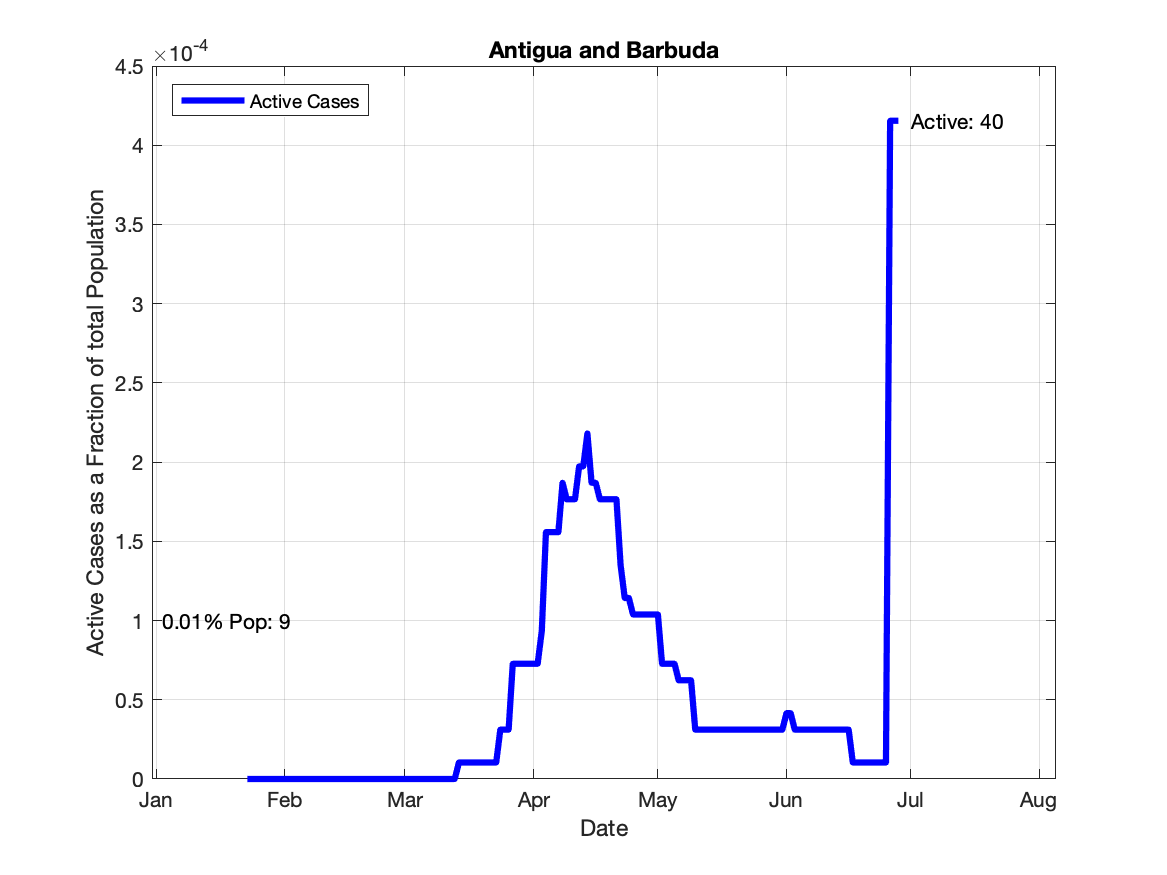 Antigua and Barbuda
×10-4
Active Cases
Active: 40
0.01% Pop: 9
Active Cases as a Fraction of total Population
4.5
4
3.5
3
2.5
2
1.5
1
0.5
0
Jan Feb Mar Apr May Jun Jul Aug
Date